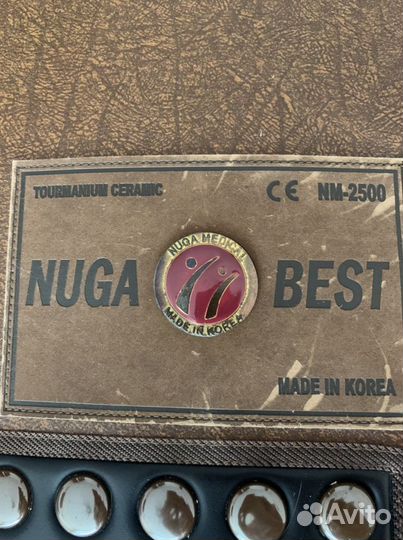 TOURMANIUM CERAMIC
CE NM-2500
NUGA BEST
NUGA MEDICAL
MADE IN KOREA
MADE IN KOREA
Avito